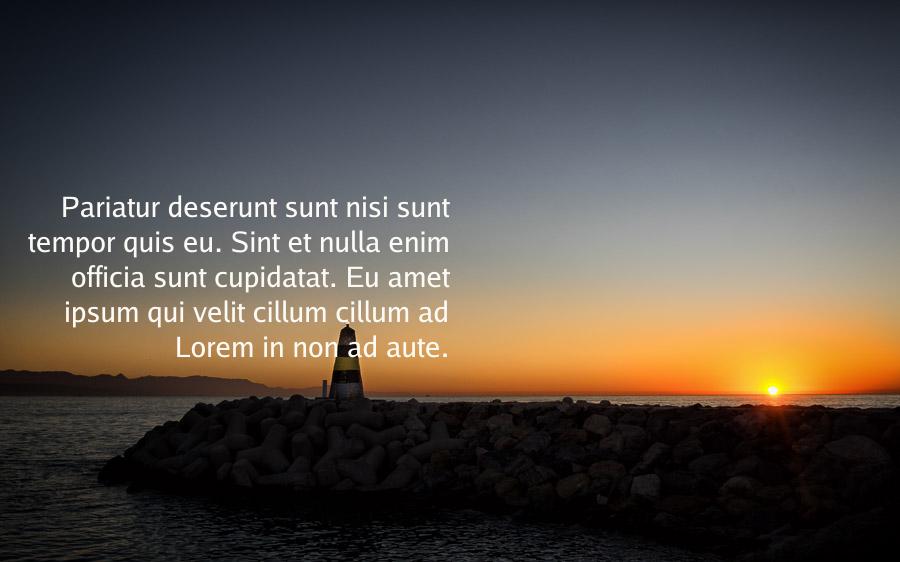 Pariatur deserunt sunt nisi sunt
tempor quis eu. Sint et nulla enim
officia sunt cupidatat. Eu amet
ipsum qui velit cillum cillum ad
Lorem in non ad aute.